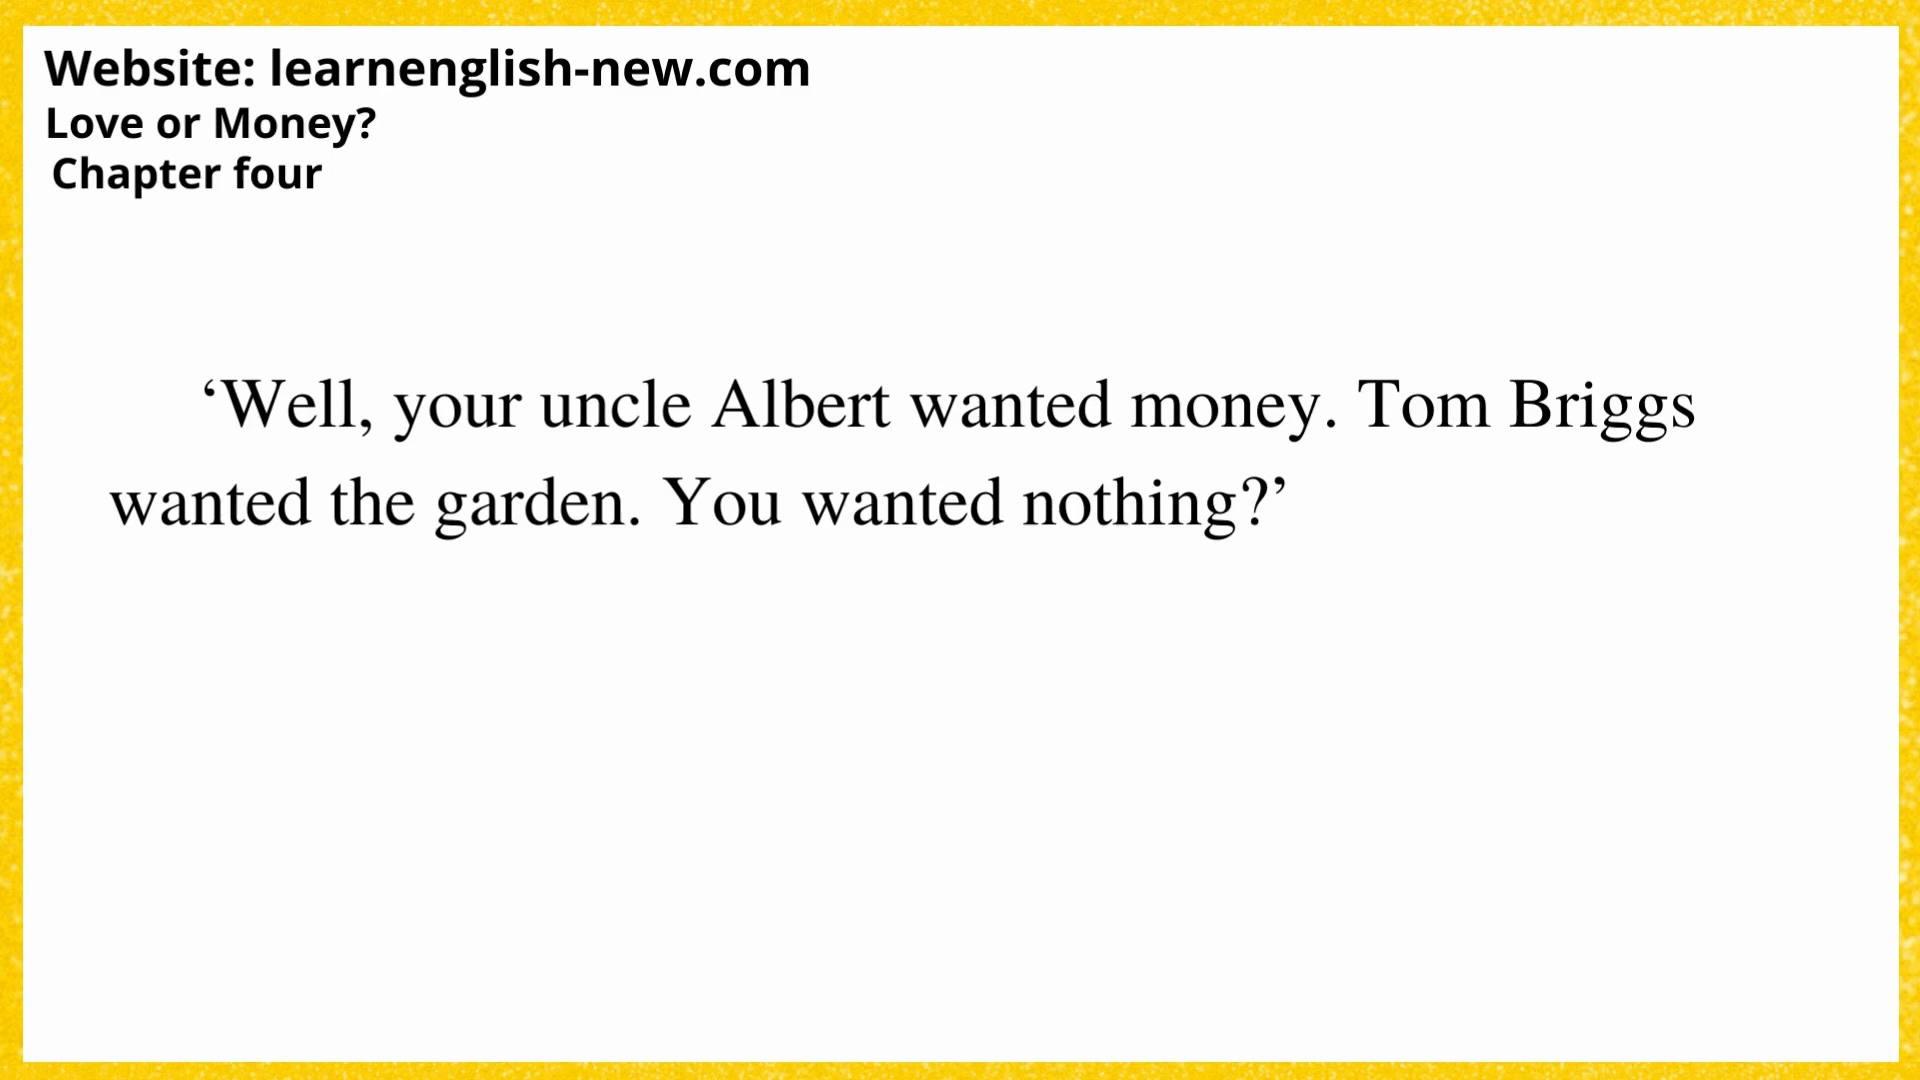 Website: learnenglish-new.com
Love or Money?
Chapter four
‘Well, your uncle Albert wanted money. Tom Briggs
wanted the garden. You wanted nothing?’